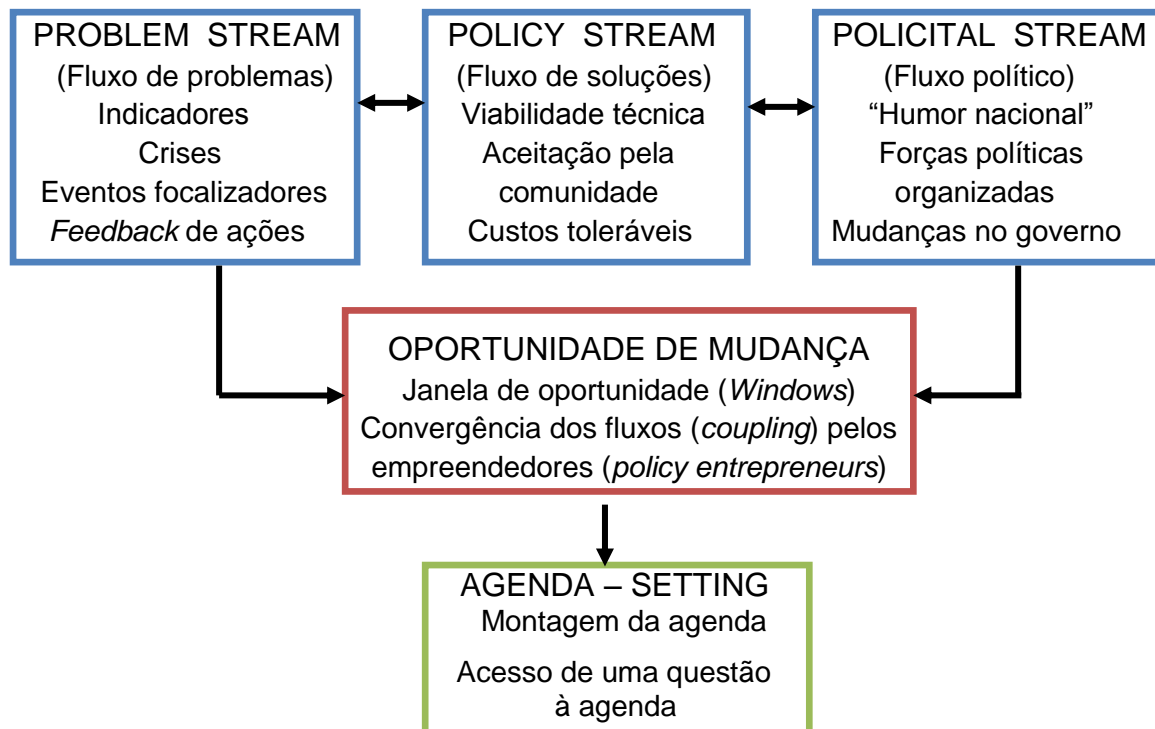 PROBLEM STREAM
(Fluxo de problemas)
Indicadores
Crises
Eventos focalizadores
Feedback de ações
POLICY STREAM
(Fluxo de soluções)
Viabilidade técnica
Aceitação pela
comunidade
Custos toleráveis
POLICITAL STREAM
(Fluxo político)
“Humor nacional”
Forças políticas
organizadas
Mudanças no governo
OPORTUNIDADE DE MUDANÇA
Janela de oportunidade (Windows)
Convergência dos fluxos (coupling) pelos
empreendedores (policy entrepreneurs)
AGENDA – SETTING
Montagem da agenda
Acesso de uma questão
à agenda